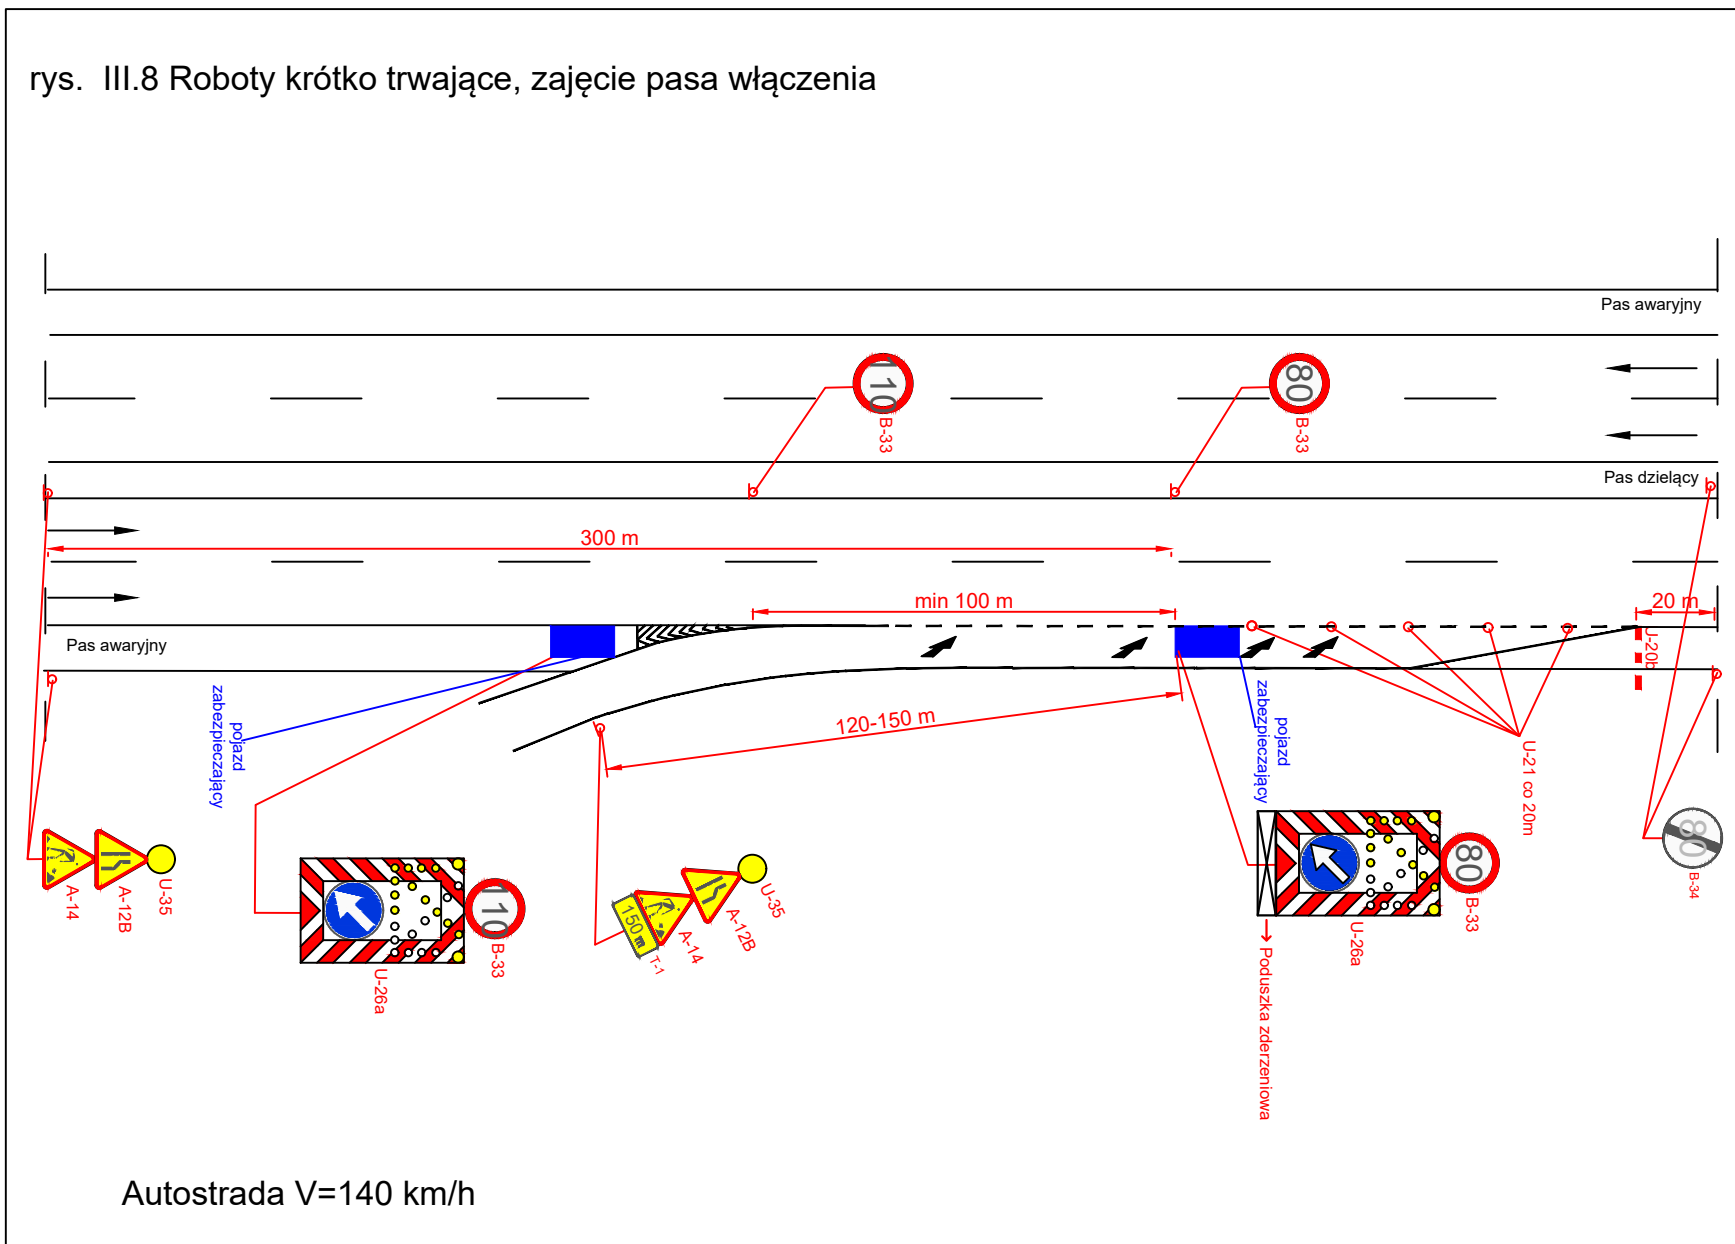 rys. III.8 Roboty krótko trwające, zajęcie pasa włączenia
Pas awaryjny
110
B-33
80
B-33
Pas dzielący
300 m
min 100 m
20 m
Pas awaryjny
U-20b
120-150 m
pojazd
zabezpieczający
pojazd
zabezpieczający
U-21 co 20m
A-14
A-12B
U-35
U-26a
110
B-33
150 m
T-1
A-14
A-12B
U-35
Poduszka zderzeniowa
U-26a
80
B-33
80
B-34
Autostrada V=140 km/h